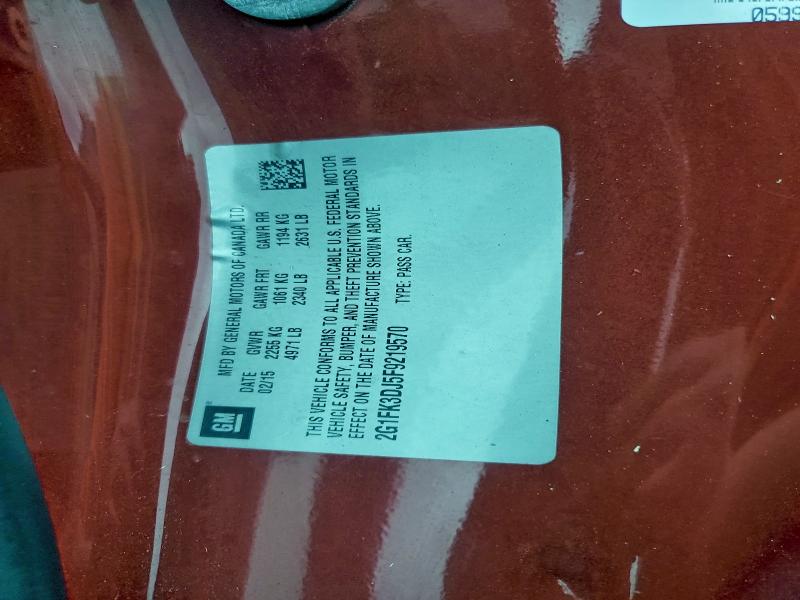 GM
MFD BY GENERAL MOTORS OF CANADA LTD.
DATE GVWR GAWR FRT GAWR RR
02/15 2255 KG 1061 KG 1194 KG
4971 LB 2340 LB 2631 LB
THIS VEHICLE CONFORMS TO ALL APPLICABLE U.S. FEDERAL MOTOR
VEHICLE SAFETY, BUMPER, AND THEFT PREVENTION STANDARDS IN
EFFECT ON THE DATE OF MANUFACTURE SHOWN ABOVE.
2G1FK3DJ5F9219570 TYPE: PASS CAR.